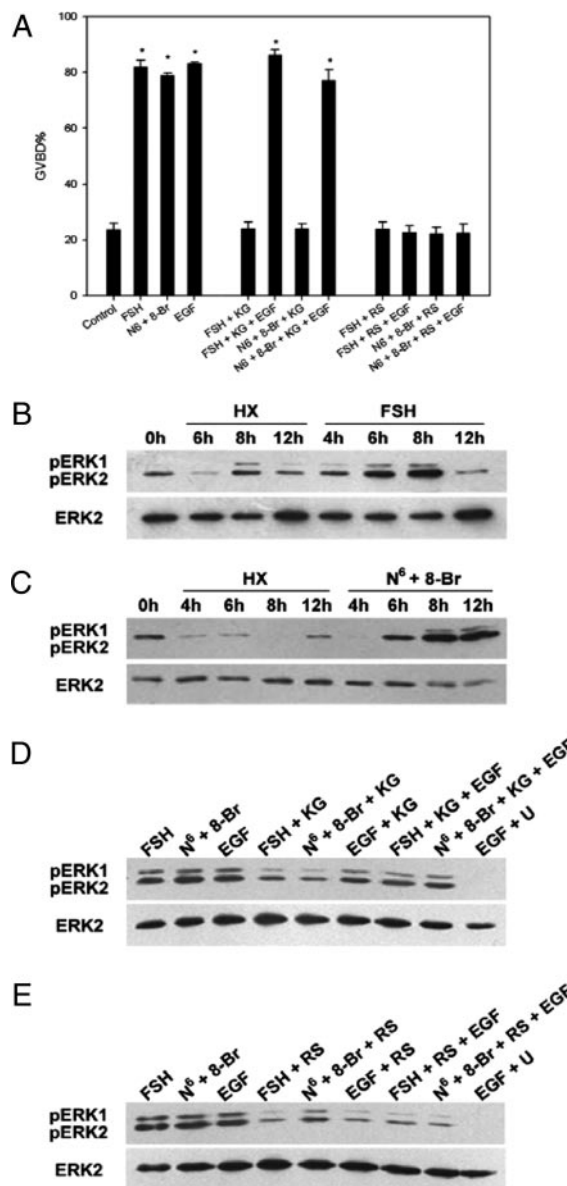 A
100
80
60
40
20
0
GVBD%
* * * * *
Control
FSH
N6 + 8-Br
EGF
FSH + KG
FSH + KG + EGF
N6 + 8-Br + KG
N6 + 8-Br + KG + EGF
FSH + RS
FSH + RS + EGF
N6 + 8-Br + RS
N6 + 8-Br + RS + EGF
B
HX FSH
0h 6h 8h 12h 4h 6h 8h 12h
pERK1
pERK2
ERK2
C
HX N⁶ + 8-Br
0h 4h 6h 8h 12h 4h 6h 8h 12h
pERK1
pERK2
ERK2
D
FSH
N⁶ + 8-Br
EGF
FSH + KG
N⁶ + 8-Br + KG
EGF + KG
FSH + KG + EGF
N⁶ + 8-Br + KG + EGF
EGF + U
pERK1
pERK2
ERK2
E
FSH
N⁶ + 8-Br
EGF
FSH + RS
N⁶ + 8-Br + RS
EGF + RS
FSH + RS + EGF
N⁶ + 8-Br + RS + EGF
EGF + U
pERK1
pERK2
ERK2